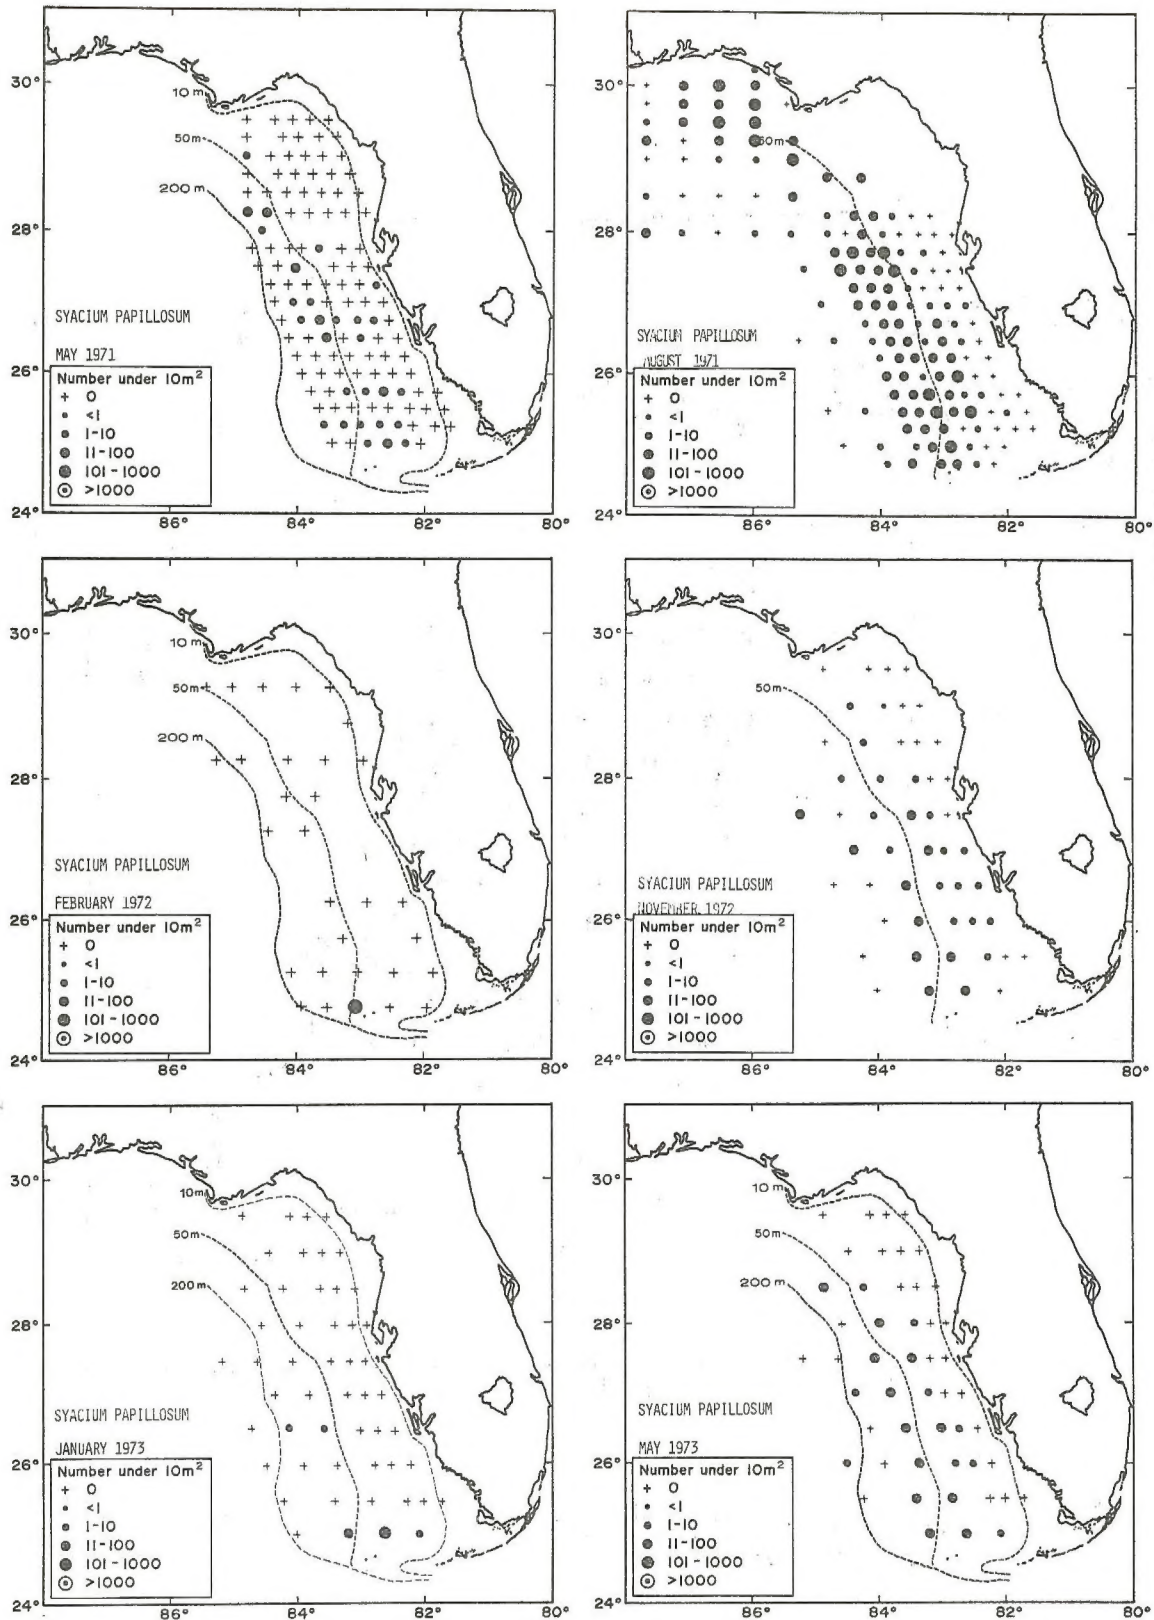 30°
10 m
50m
200 m
28°
SYACIUM PAPILLOSUM
MAY 1971
26°
Number under 10m²
+ 0
<1
1-10
11-100
101-1000
>1000
24°
86°
84°
82°
80°
30°
50m
28°
SYACIUM PAPILLOSUM
AUGUST 1971
26°
Number under 10m²
+ 0
<1
1-10
11-100
101-1000
>1000
24°
86°
84°
82°
80°
30°
10 m
50m
200 m
28°
SYACIUM PAPILLOSUM
FEBRUARY 1972
26°
Number under 10m²
+ 0
<1
1-10
11-100
101-1000
>1000
24°
86°
84°
82°
80°
30°
50m
28°
SYACIUM PAPILLOSUM
NOVEMBER 1972
26°
Number under 10m²
+ 0
<1
1-10
11-100
101-1000
>1000
24°
86°
84°
82°
80°
30°
10m
50m
200m
28°
SYACIUM PAPILLOSUM
JANUARY 1973
26°
Number under 10m²
+ 0
<1
1-10
11-100
101-1000
>1000
24°
86°
84°
82°
80°
30°
10 m
50m
200 m
28°
SYACIUM PAPILLOSUM
MAY 1973
26°
Number under 10m²
+ 0
<1
1-10
11-100
101-1000
>1000
24°
86°
84°
82°
80°